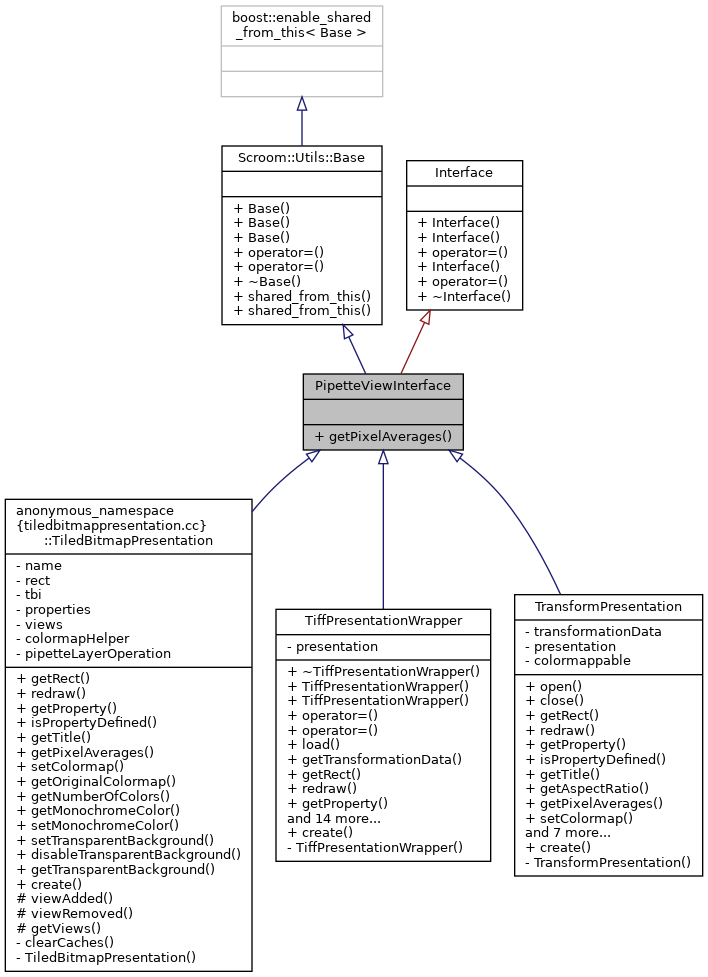 boost::enable_shared
_from_this< Base >
Scroom::Utils::Base
+ Base()
+ Base()
+ Base()
+ operator=()
+ operator=()
+ ~Base()
+ shared_from_this()
+ shared_from_this()
Interface
+ Interface()
+ Interface()
+ operator=()
+ Interface()
+ operator=()
+ ~Interface()
PipetteViewInterface
+ getPixelAverages()
anonymous_namespace
{tiledbitmappresentation.cc}
::TiledBitmapPresentation
- name
- rect
- tbi
- properties
- views
- colormapHelper
- pipetteLayerOperation
+ getRect()
+ redraw()
+ getProperty()
+ isPropertyDefined()
+ getTitle()
+ getPixelAverages()
+ setColormap()
+ getOriginalColormap()
+ getNumberOfColors()
+ getMonochromeColor()
+ setMonochromeColor()
+ setTransparentBackground()
+ disableTransparentBackground()
+ getTransparentBackground()
+ create()
# viewAdded()
# viewRemoved()
# getViews()
- clearCaches()
- TiledBitmapPresentation()
TiffPresentationWrapper
- presentation
+ ~TiffPresentationWrapper()
+ TiffPresentationWrapper()
+ TiffPresentationWrapper()
+ operator=()
+ operator=()
+ load()
+ getTransformationData()
+ getRect()
+ redraw()
+ getProperty()
and 14 more...
+ create()
- TiffPresentationWrapper()
TransformPresentation
- transformationData
- presentation
- colormappable
+ open()
+ close()
+ getRect()
+ redraw()
+ getProperty()
+ isPropertyDefined()
+ getTitle()
+ getAspectRatio()
+ getPixelAverages()
+ setColormap()
and 7 more...
+ create()
- TransformPresentation()